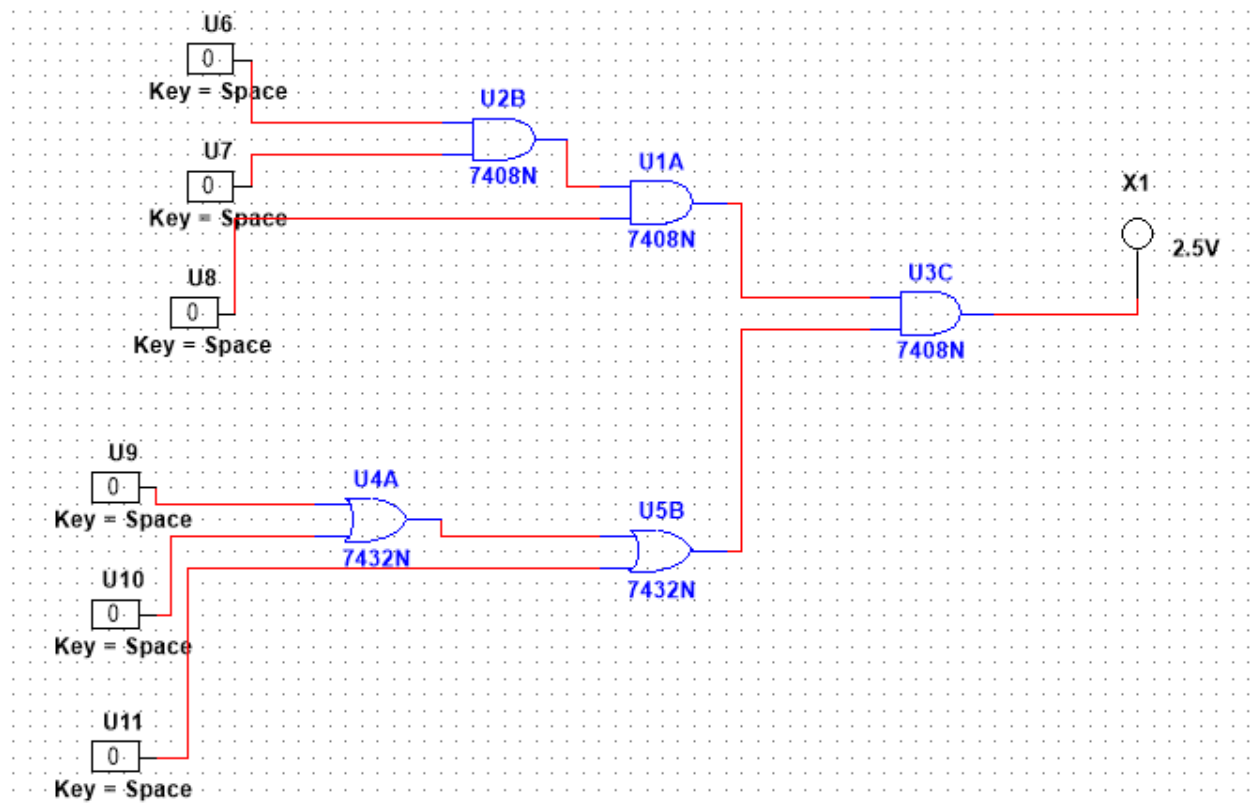 U6
0
Key = Space
U2B
7408N
U7
0
Key = Space
U1A
7408N
U8
0
Key = Space
X1
2.5V
U3C
7408N
U9
0
Key = Space
U4A
7432N
U5B
7432N
U10
0
Key = Space
U11
0
Key = Space